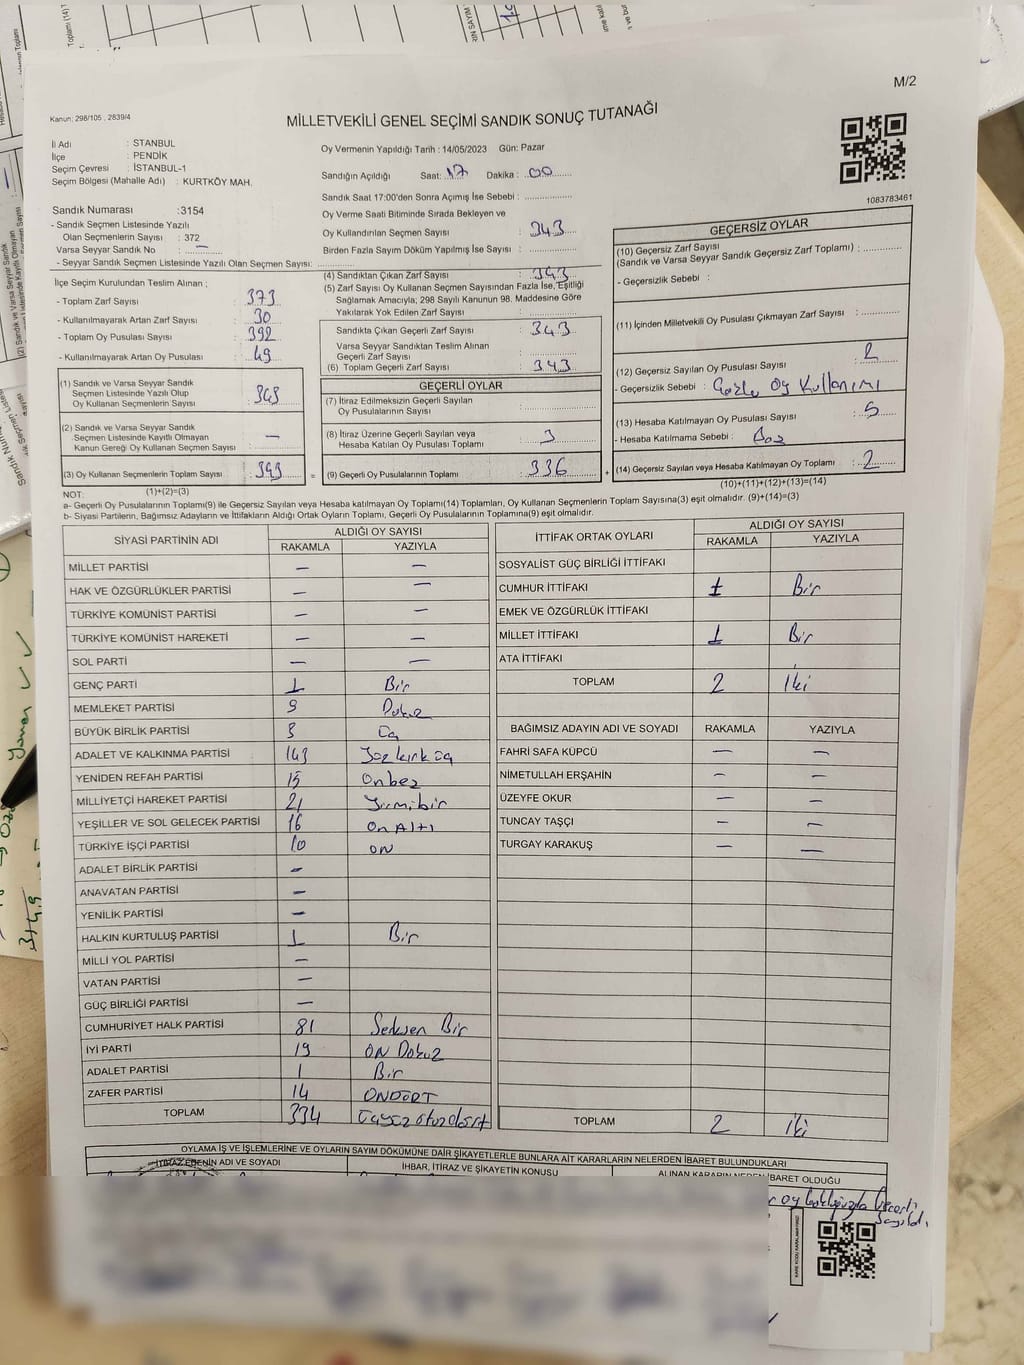 M/2
Kanun: 298/105 , 2839/4
MİLLETVEKİLİ GENEL SEÇİMİ SANDIK SONUÇ TUTANAĞI
İl Adı : STANBUL
İlçe : PENDİK
Seçim Çevresi : İSTANBUL-1
Seçim Bölgesi (Mahalle Adı) : KURTKÖY MAH.
Oy Vermenin Yapıldığı Tarih : 14/05/2023 Gün: Pazar
Sandığın Açıldığı Saat: 17 Dakika : 00
Sandık Saat 17:00'den Sonra Açımış İse Sebebi :
1083783461
Sandık Numarası :3154
- Sandık Seçmen Listesinde Yazılı
Olan Seçmenlerin Sayısı : 372
Varsa Seyyar Sandık No : —
- Seyyar Sandık Seçmen Listesinde Yazılı Olan Seçmen Sayısı:
Oy Verme Saati Bitiminde Sırada Bekleyen ve
Oy Kullandırılan Seçmen Sayısı : 343
Birden Fazla Sayım Döküm Yapılmış İse Sayısı :
İlçe Seçim Kurulundan Teslim Alınan ;
- Toplam Zarf Sayısı : 373
- Kullanılmayarak Artan Zarf Sayısı : 30
- Toplam Oy Pusulası Sayısı : 392
- Kullanılmayarak Artan Oy Pusulası : 49
(4) Sandıktan Çıkan Zarf Sayısı : 343
(5) Zarf Sayısı Oy Kullanan Seçmen Sayısından Fazla İse, Eşitliği
Sağlamak Amacıyla; 298 Sayılı Kanunun 98. Maddesine Göre
Yakılarak Yok Edilen Zarf Sayısı :
Sandıkta Çıkan Geçerli Zarf Sayısı : 343
Varsa Seyyar Sandıktan Teslim Alınan
Geçerli Zarf Sayısı :
(6) Toplam Geçerli Zarf Sayısı : 343
GEÇERSİZ OYLAR
(10) Geçersiz Zarf Sayısı
(Sandık ve Varsa Seyyar Sandık Geçersiz Zarf Toplamı) :
- Geçersizlik Sebebi :
(11) İçinden Milletvekili Oy Pusulası Çıkmayan Zarf Sayısı :
(12) Geçersiz Sayılan Oy Pusulası Sayısı : 2
- Geçersizlik Sebebi : Oy Kullanımı
(13) Hesaba Katılmayan Oy Pusulası Sayısı : 5
- Hesaba Katılmama Sebebi :
(14) Geçersiz Sayılan veya Hesaba Katılmayan Oy Toplamı : 2
(10)+(11)+(12)+(13)=(14)
(1) Sandık ve Varsa Seyyar Sandık
Seçmen Listesinde Yazılı Olup
Oy Kullanan Seçmenlerin Sayısı : 343
(2) Sandık ve Varsa Seyyar Sandık
Seçmen Listesinde Kayıtlı Olmayan
Kanun Gereği Oy Kullanan Seçmen Sayısı : —
(3) Oy Kullanan Seçmenlerin Toplam Sayısı : 343 =
(1)+(2)=(3)
GEÇERLİ OYLAR
(7) İtiraz Edilmeksizin Geçerli Sayılan
Oy Pusulalarının Sayısı :
(8) İtiraz Üzerine Geçerli Sayılan veya
Hesaba Katılan Oy Pusulası Toplamı : 3
(9) Geçerli Oy Pusulalarının Toplamı : 336 +
NOT:
a- Geçerli Oy Pusulalarının Toplamı(9) ile Geçersiz Sayılan veya Hesaba katılmayan Oy Toplamı(14) Toplamları, Oy Kullanan Seçmenlerin Toplam Sayısına(3) eşit olmalıdır. (9)+(14)=(3)
b- Siyasi Partilerin, Bağımsız Adayların ve İttifakların Aldığı Ortak Oyların Toplamı, Geçerli Oy Pusulalarının Toplamına(9) eşit olmalıdır.
SİYASİ PARTİNİN ADI ALDIĞI OY SAYISI
RAKAMLA YAZIYLA
MİLLET PARTİSİ — —
HAK VE ÖZGÜRLÜKLER PARTİSİ — —
TÜRKİYE KOMÜNİST PARTİSİ — —
TÜRKİYE KOMÜNİST HAREKETİ — —
SOL PARTİ — —
GENÇ PARTİ 1 Bir
MEMLEKET PARTİSİ 9 Dokuz
BÜYÜK BİRLİK PARTİSİ 3 Üç
ADALET VE KALKINMA PARTİSİ 143 Yüzkırküç
YENİDEN REFAH PARTİSİ 15 Onbeş
MİLLİYETÇİ HAREKET PARTİSİ 21 Yirmibir
YEŞİLLER VE SOL GELECEK PARTİSİ 16 On Altı
TÜRKİYE İŞÇİ PARTİSİ 10 ON
ADALET BİRLİK PARTİSİ —
ANAVATAN PARTİSİ —
YENİLİK PARTİSİ —
HALKIN KURTULUŞ PARTİSİ 1 Bir
MİLLİ YOL PARTİSİ —
VATAN PARTİSİ —
GÜÇ BİRLİĞİ PARTİSİ —
CUMHURİYET HALK PARTİSİ 81 Seksen Bir
İYİ PARTİ 19 ON Dokuz
ADALET PARTİSİ 1 Bir
ZAFER PARTİSİ 14 ONDÖRT
TOPLAM 334 Üçyüz otuzdört
İTTİFAK ORTAK OYLARI ALDIĞI OY SAYISI
RAKAMLA YAZIYLA
SOSYALİST GÜÇ BİRLİĞİ İTTİFAKI
CUMHUR İTTİFAKI 1 Bir
EMEK VE ÖZGÜRLÜK İTTİFAKI
MİLLET İTTİFAKI 1 Bir
ATA İTTİFAKI
TOPLAM 2 İki
BAĞIMSIZ ADAYIN ADI VE SOYADI RAKAMLA YAZIYLA
FAHRİ SAFA KÜPCÜ — —
NİMETULLAH ERŞAHİN — —
ÜZEYFE OKUR — —
TUNCAY TAŞÇI — —
TURGAY KARAKUŞ — —
TOPLAM 2 İki
OYLAMA İŞ VE İŞLEMLERİNE VE OYLARIN SAYIM DÖKÜMÜNE DAİR ŞİKAYETLERLE BUNLARA AİT KARARLARIN NELERDEN İBARET BULUNDUKLARI
İTİRAZ EDENİN ADI VE SOYADI İHBAR, İTİRAZ VE ŞİKAYETİN KONUSU ALINAN KARARIN NEDEN İBARET OLDUĞU
Geçerli
sayıldı.